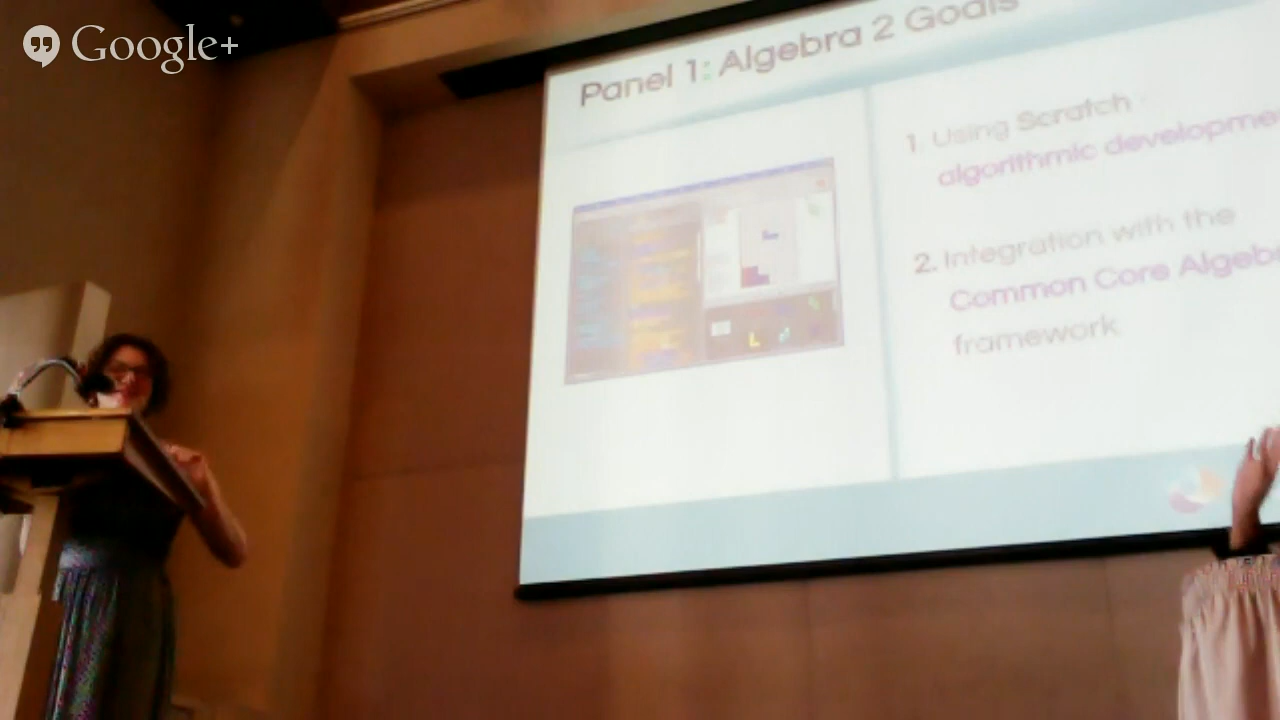 Google+
Panel 1: Algebra 2 Goals
1 Using Scratch
algorithmic developme
2. Integration with the
Common Core Algeb
framework